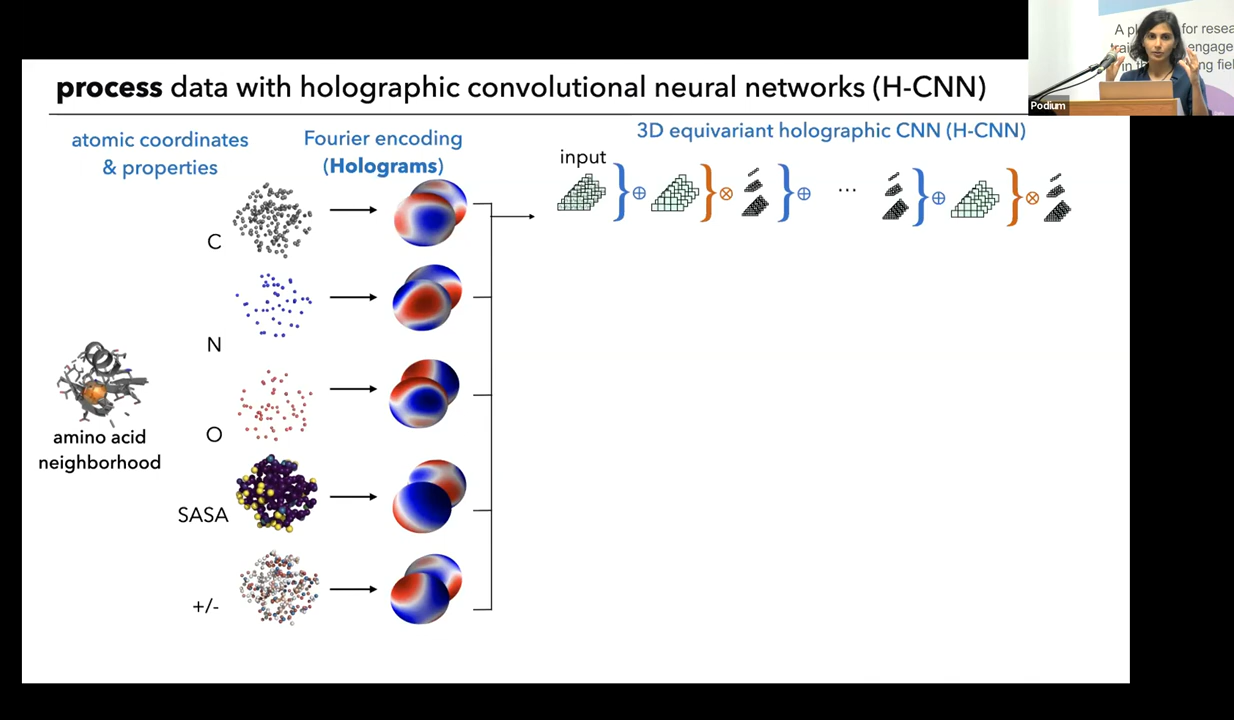 process data with holographic convolutional neural networks (H-CNN)
atomic coordinates
& properties
Fourier encoding
(Holograms)
3D equivariant holographic CNN (H-CNN)
input
...
C
N
O
SASA
+/-
amino acid
neighborhood
A pl for resea
engage
in th ng fiel
Podium